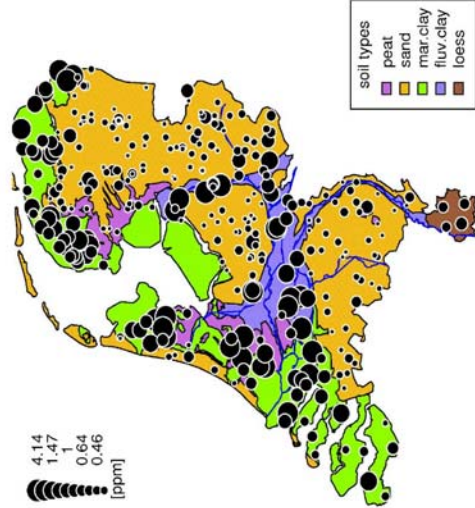 4.14
1.47
1
0.64
0.46
[ppm]
soil types
peat
sand
mar.clay
fluv.clay
loess